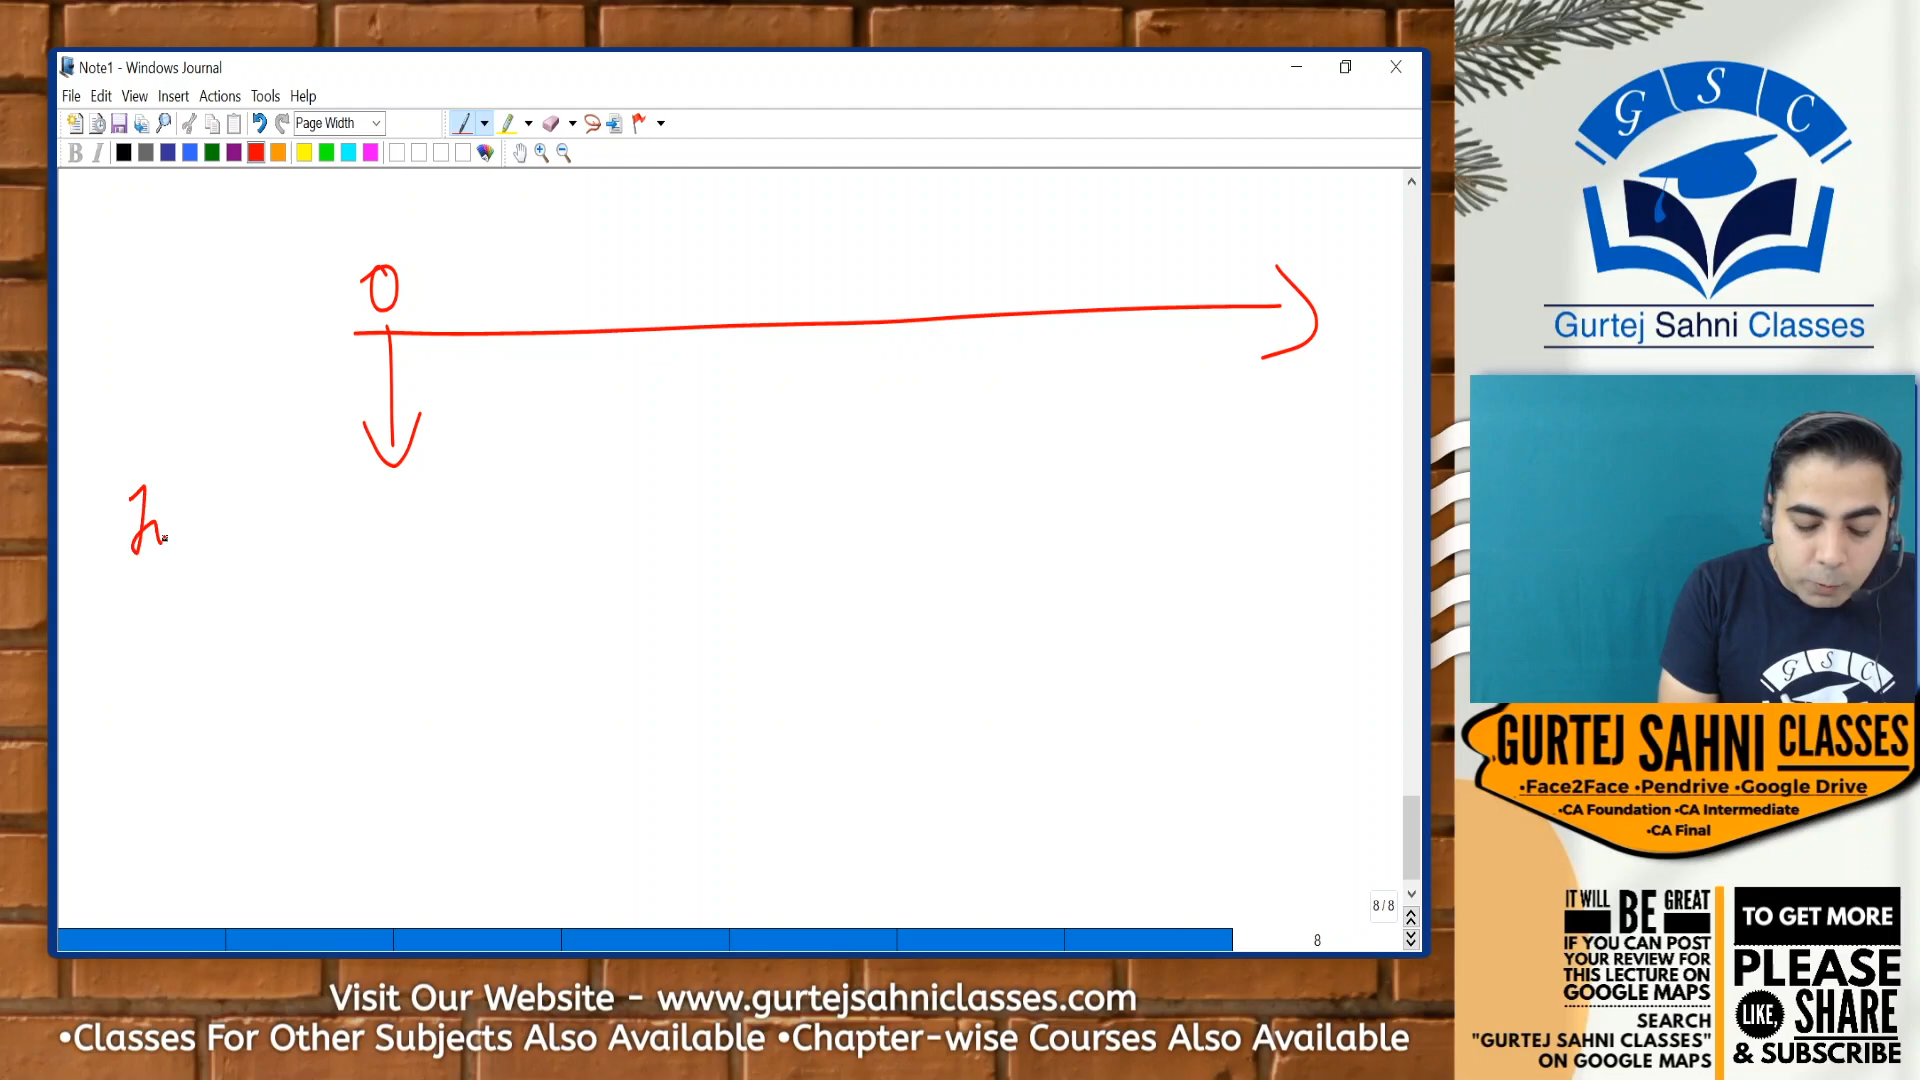 Note1 - Windows Journal
File Edit View Insert Actions Tools Help
Page Width
B I
0
8 / 8
8
G S C
Gurtej Sahni Classes
G S C
GURTEJ SAHNI CLASSES
•Face2Face •Pendrive •Google Drive
•CA Foundation •CA Intermediate
•CA Final
IT WILL BE GREAT
IF YOU CAN POST
YOUR REVIEW FOR
THIS LECTURE ON
GOOGLE MAPS
SEARCH
"GURTEJ SAHNI CLASSES"
ON GOOGLE MAPS
TO GET MORE
PLEASE
LIKE, SHARE
& SUBSCRIBE
Visit Our Website - www.gurtejsahniclasses.com
•Classes For Other Subjects Also Available •Chapter-wise Courses Also Available